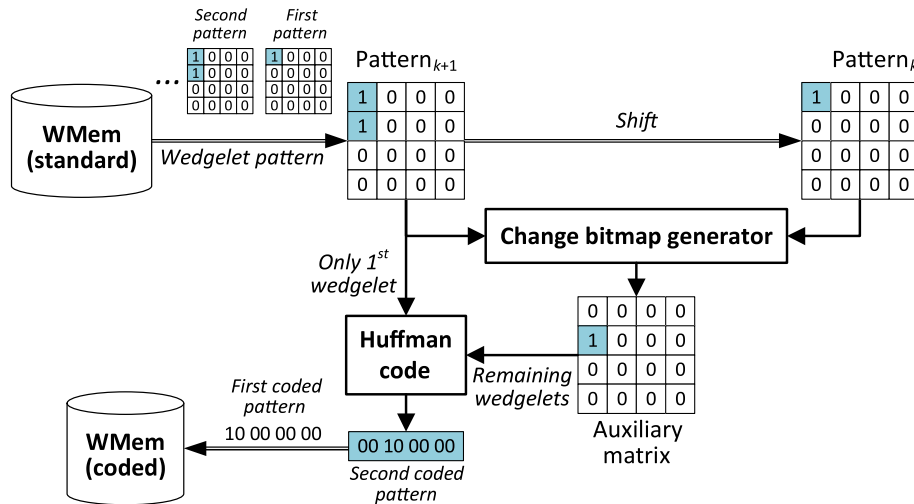 Second pattern
First pattern
1 0 0 0
1 0 0 0
0 0 0 0
0 0 0 0
1 0 0 0
0 0 0 0
0 0 0 0
0 0 0 0
...
WMem
(standard)
Wedgelet pattern
Pattern k+1
1 0 0 0
1 0 0 0
0 0 0 0
0 0 0 0
Shift
Pattern k
1 0 0 0
0 0 0 0
0 0 0 0
0 0 0 0
Change bitmap generator
Only 1st
wedgelet
0 0 0 0
1 0 0 0
0 0 0 0
0 0 0 0
Auxiliary
matrix
Remaining
wedgelets
Huffman
code
First coded
pattern
10 00 00 00
00 10 00 00
Second coded
pattern
WMem
(coded)